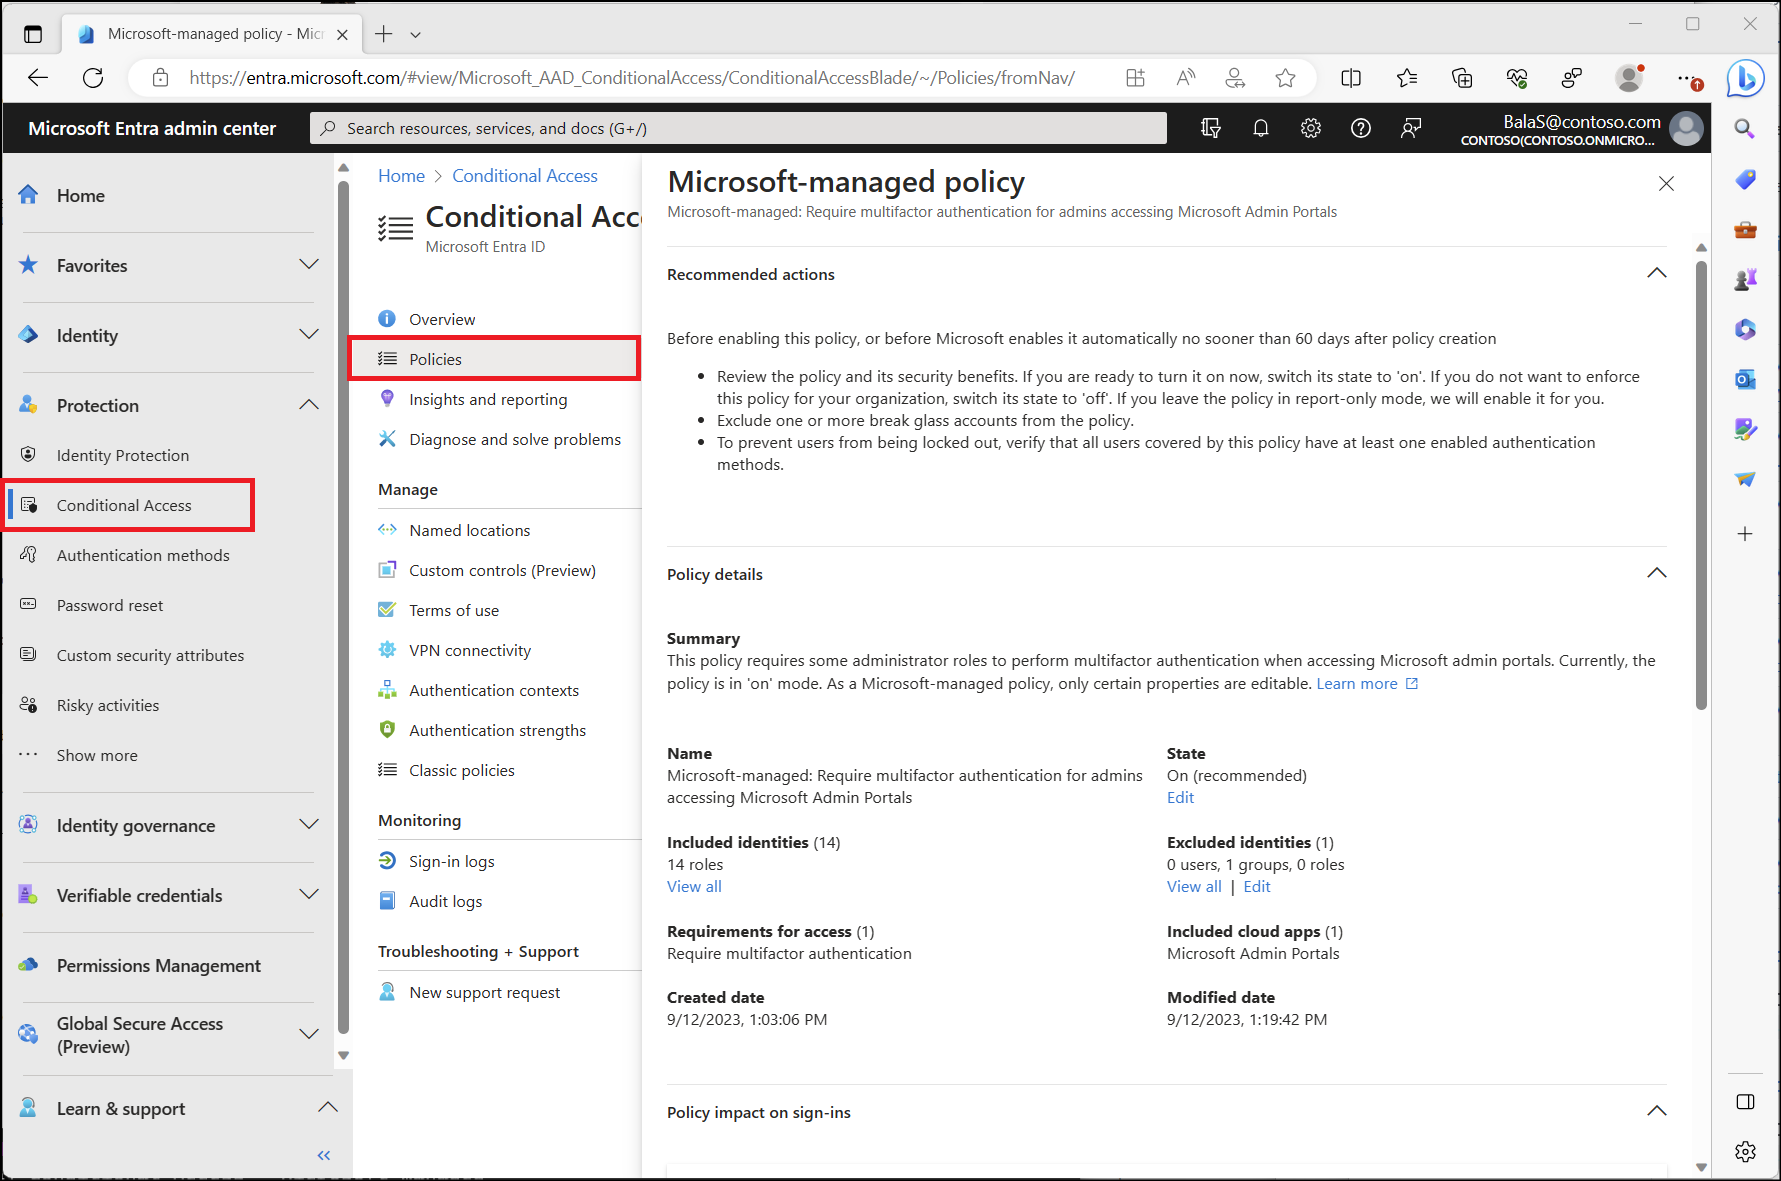 Microsoft-managed policy - Micr
https://entra.microsoft.com/#view/Microsoft_AAD_ConditionalAccess/ConditionalAccessBlade/~/Policies/fromNav/
Microsoft Entra admin center
Search resources, services, and docs (G+/)
BalaS@contoso.com
CONTOSO(CONTOSO.ONMICRO...
Home
Favorites
Identity
Protection
Identity Protection
Conditional Access
Authentication methods
Password reset
Custom security attributes
Risky activities
Show more
Identity governance
Verifiable credentials
Permissions Management
Global Secure Access
(Preview)
Learn & support
Home > Conditional Access
Conditional Acc
Microsoft Entra ID
Overview
Policies
Insights and reporting
Diagnose and solve problems
Manage
Named locations
Custom controls (Preview)
Terms of use
VPN connectivity
Authentication contexts
Authentication strengths
Classic policies
Monitoring
Sign-in logs
Audit logs
Troubleshooting + Support
New support request
Microsoft-managed policy
Microsoft-managed: Require multifactor authentication for admins accessing Microsoft Admin Portals
Recommended actions
Before enabling this policy, or before Microsoft enables it automatically no sooner than 60 days after policy creation
• Review the policy and its security benefits. If you are ready to turn it on now, switch its state to 'on'. If you do not want to enforce
this policy for your organization, switch its state to 'off'. If you leave the policy in report-only mode, we will enable it for you.
• Exclude one or more break glass accounts from the policy.
• To prevent users from being locked out, verify that all users covered by this policy have at least one enabled authentication
methods.
Policy details
Summary
This policy requires some administrator roles to perform multifactor authentication when accessing Microsoft admin portals. Currently, the
policy is in 'on' mode. As a Microsoft-managed policy, only certain properties are editable. Learn more
Name
Microsoft-managed: Require multifactor authentication for admins
accessing Microsoft Admin Portals
State
On (recommended)
Edit
Included identities (14)
14 roles
View all
Excluded identities (1)
0 users, 1 groups, 0 roles
View all | Edit
Requirements for access (1)
Require multifactor authentication
Included cloud apps (1)
Microsoft Admin Portals
Created date
9/12/2023, 1:03:06 PM
Modified date
9/12/2023, 1:19:42 PM
Policy impact on sign-ins